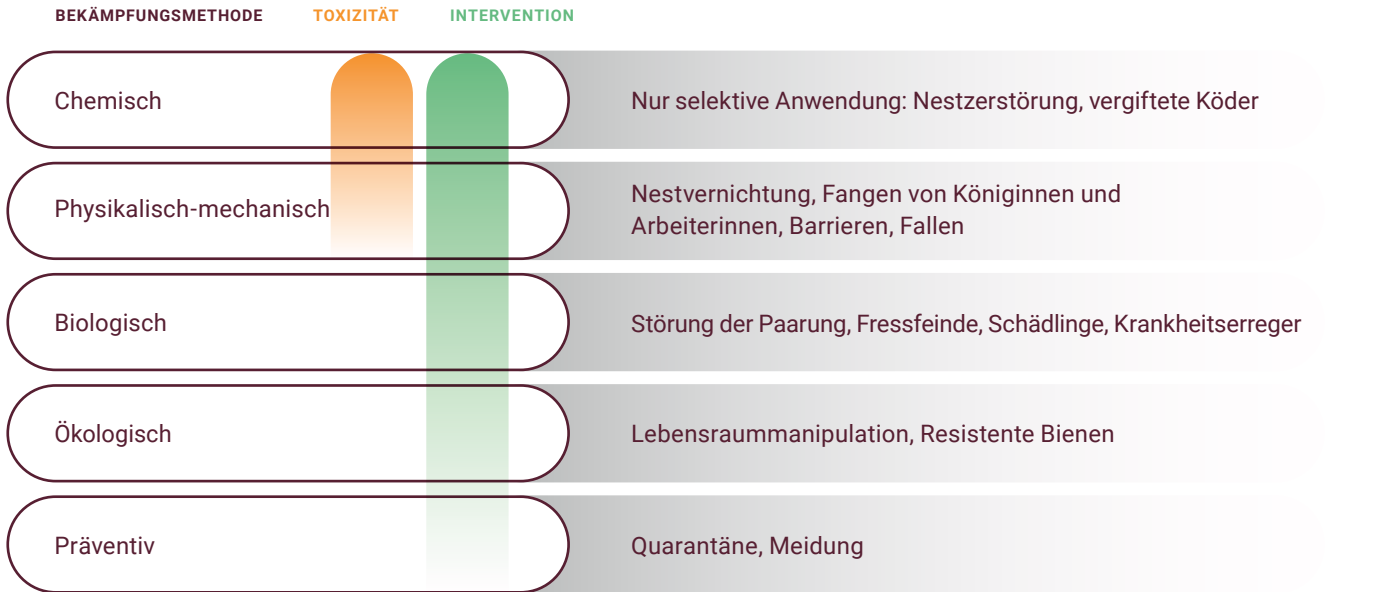 BEKÄMPFUNGSMETHODE TOXIZITÄT INTERVENTION
Chemisch Nur selektive Anwendung: Nestzerstörung, vergiftete Köder
Physikalisch-mechanisch Nestvernichtung, Fangen von Königinnen und
Arbeiterinnen, Barrieren, Fallen
Biologisch Störung der Paarung, Fressfeinde, Schädlinge, Krankheitserreger
Ökologisch Lebensraummanipulation, Resistente Bienen
Präventiv Quarantäne, Meidung